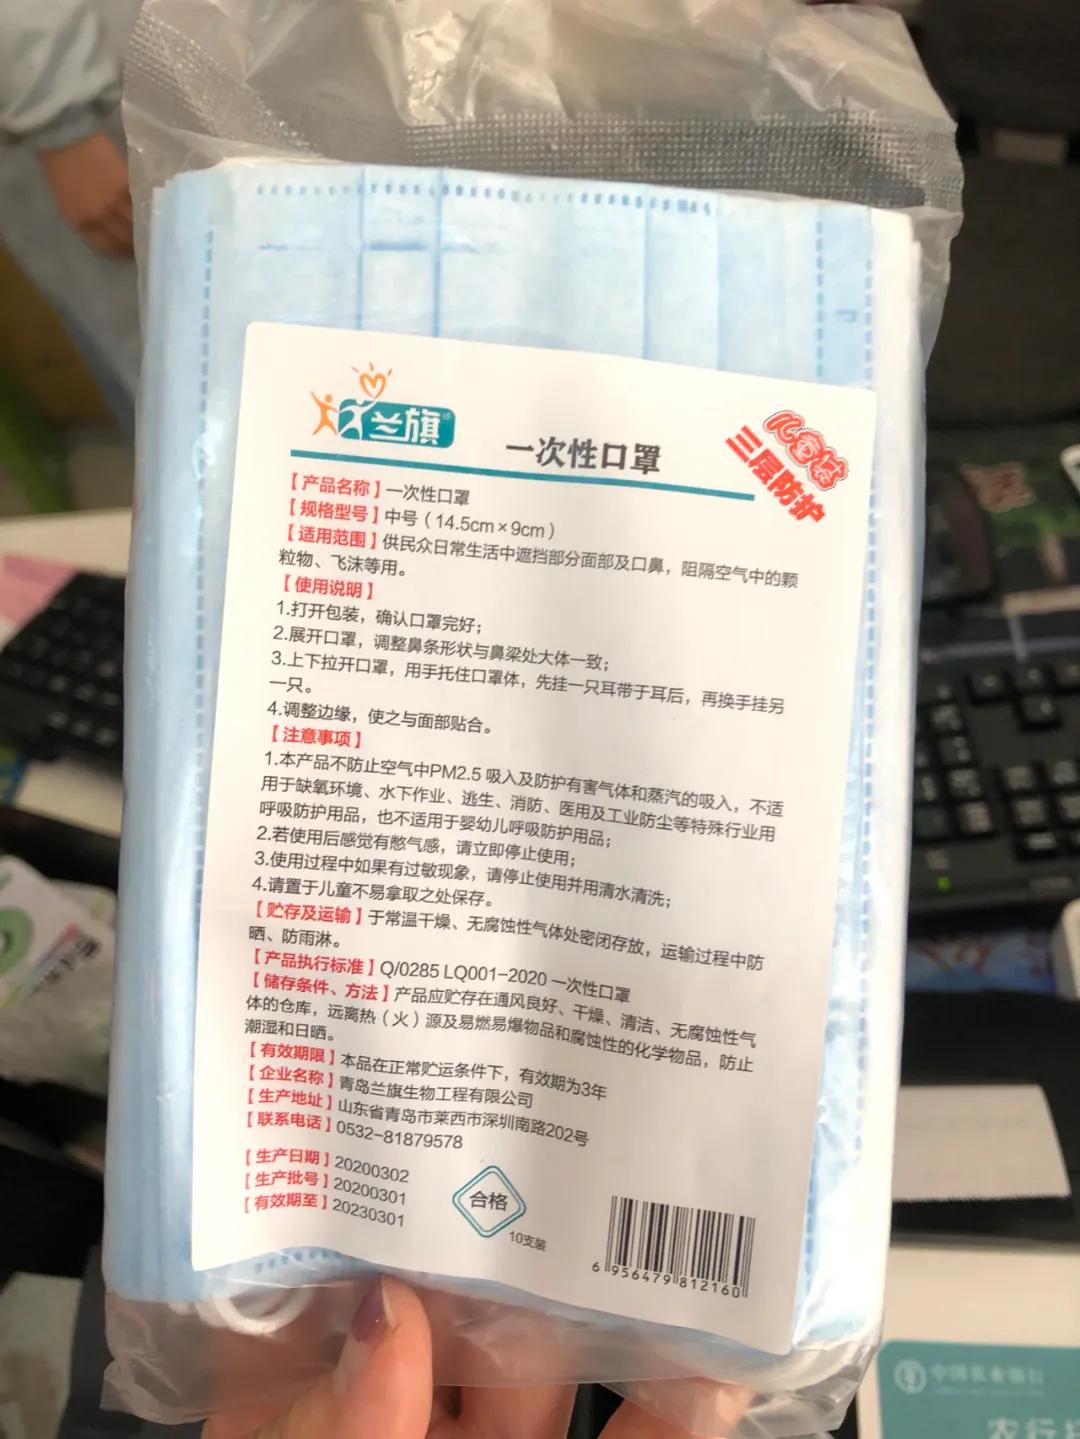 兰旗
一次性口罩
儿童款
三层防护
【产品名称】一次性口罩
【规格型号】中号（14.5cm×9cm）
【适用范围】供民众日常生活中遮挡部分面部及口鼻，阻隔空气中的颗
粒物、飞沫等用。
【使用说明】
1.打开包装，确认口罩完好；
2.展开口罩，调整鼻条形状与鼻梁处大体一致；
3.上下拉开口罩，用手托住口罩体，先挂一只耳带于耳后，再换手挂另
一只。
4.调整边缘，使之与面部贴合。
【注意事项】
1.本产品不防止空气中PM2.5 吸入及防护有害气体和蒸汽的吸入，不适
用于缺氧环境、水下作业、逃生、消防、医用及工业防尘等特殊行业用
呼吸防护用品，也不适用于婴幼儿呼吸防护用品；
2.若使用后感觉有憋气感，请立即停止使用；
3.使用过程中如果有过敏现象，请停止使用并用清水清洗；
4.请置于儿童不易拿取之处保存。
【贮存及运输】于常温干燥、无腐蚀性气体处密闭存放，运输过程中防
晒、防雨淋。
【产品执行标准】Q/0285 LQ001-2020 一次性口罩
【储存条件、方法】产品应贮存在通风良好、干燥、清洁、无腐蚀性气
体的仓库，远离热（火）源及易燃易爆物品和腐蚀性的化学物品，防止
潮湿和日晒。
【有效期限】本品在正常贮运条件下，有效期为3年
【企业名称】青岛兰旗生物工程有限公司
【生产地址】山东省青岛市莱西市深圳南路202号
【联系电话】0532-81879578
【生产日期】20200302
【生产批号】20200301
【有效期至】20230301
合格
10支装
6 956479 812160
中国农业银行
农行